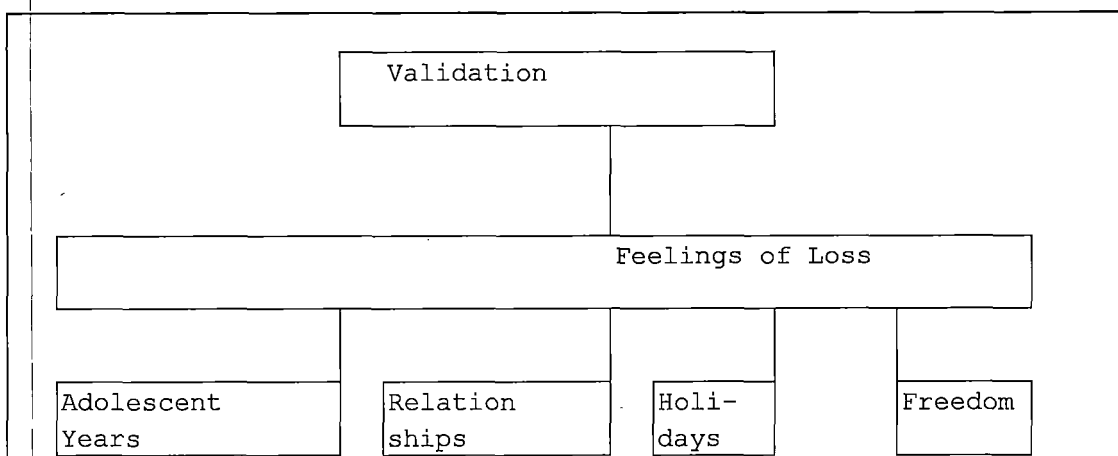 Validation
Feelings of Loss
Adolescent Relation Holi- Freedom
Years ships days